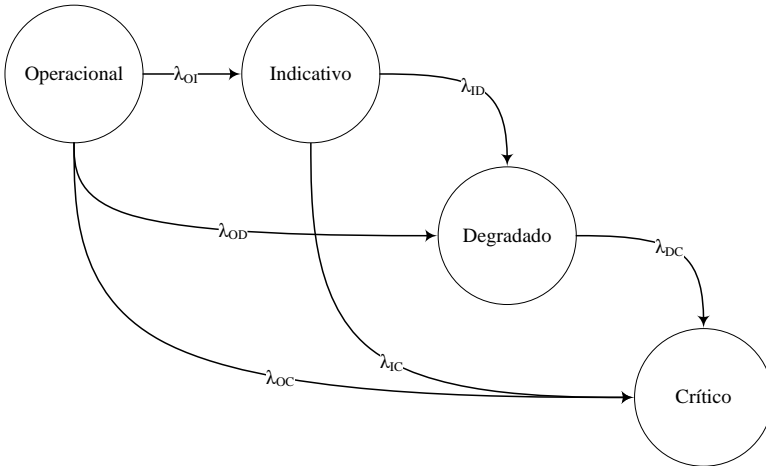 Operacional
λOI
Indicativo
λID
λOD
Degradado
λDC
λIC
λOC
Crítico